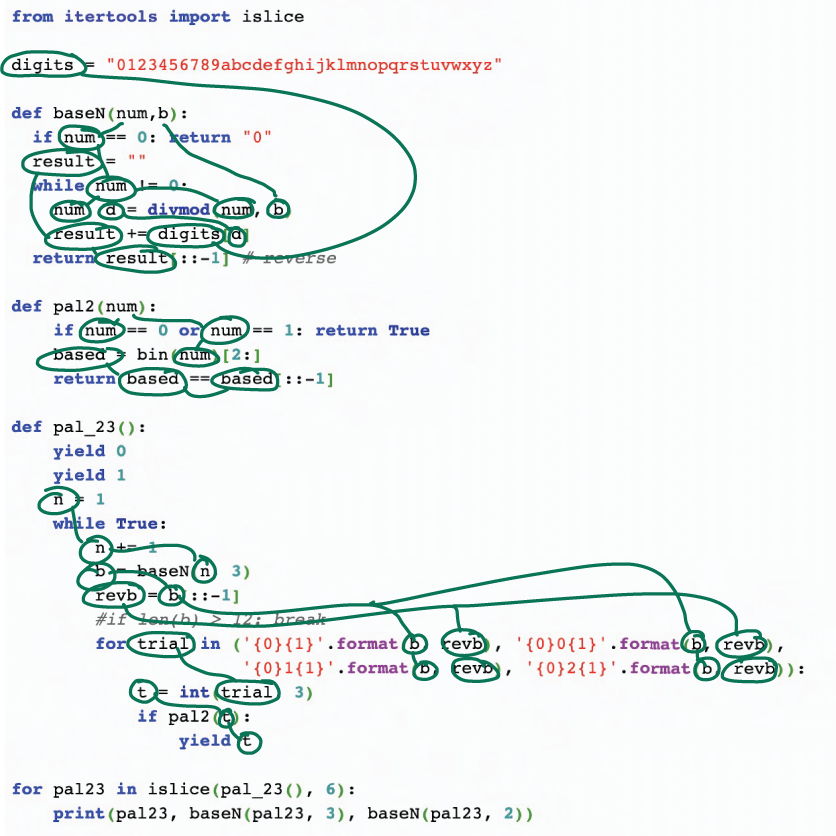 from itertools import islice
digits = "0123456789abcdefghijklmnopqrstuvwxyz"
def baseN(num,b):
if num == 0: return "0"
result = ""
while num != 0:
num, d = divmod(num, b)
result += digits[d]
return result[::-1] # reverse
def pal2(num):
if num == 0 or num == 1: return True
based = bin(num)[2:]
return based == based[::-1]
def pal_23():
yield 0
yield 1
n = 1
while True:
n += 1
b = baseN(n, 3)
revb = b[::-1]
#if len(b) > 12: break
for trial in ('{0}{1}'.format(b, revb), '{0}0{1}'.format(b, revb),
'{0}1{1}'.format(b, revb), '{0}2{1}'.format(b, revb)):
t = int(trial, 3)
if pal2(t):
yield t
for pal23 in islice(pal_23(), 6):
print(pal23, baseN(pal23, 3), baseN(pal23, 2))